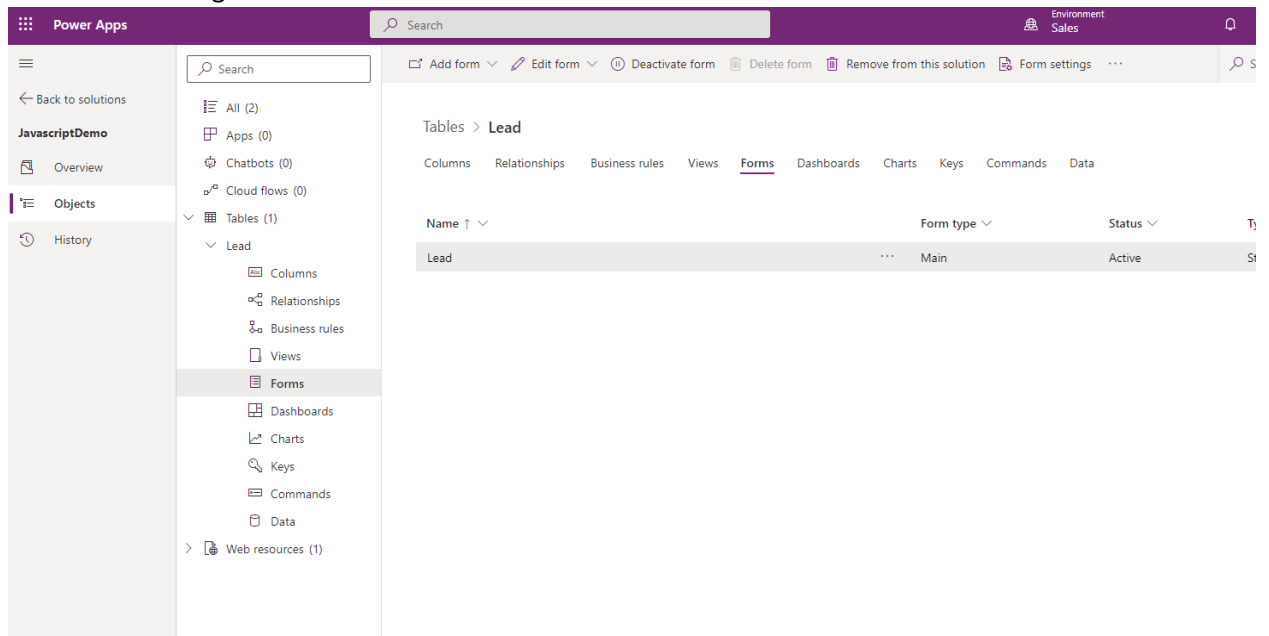 Power Apps
Search
Environment
Sales
Back to solutions
JavascriptDemo
Overview
Objects
History
Search
All (2)
Apps (0)
Chatbots (0)
Cloud flows (0)
Tables (1)
Lead
Columns
Relationships
Business rules
Views
Forms
Dashboards
Charts
Keys
Commands
Data
Web resources (1)
Add form Edit form Deactivate form Delete form Remove from this solution Form settings ···
Tables > Lead
Columns Relationships Business rules Views Forms Dashboards Charts Keys Commands Data
Name ↑ Form type Status
Lead ··· Main Active